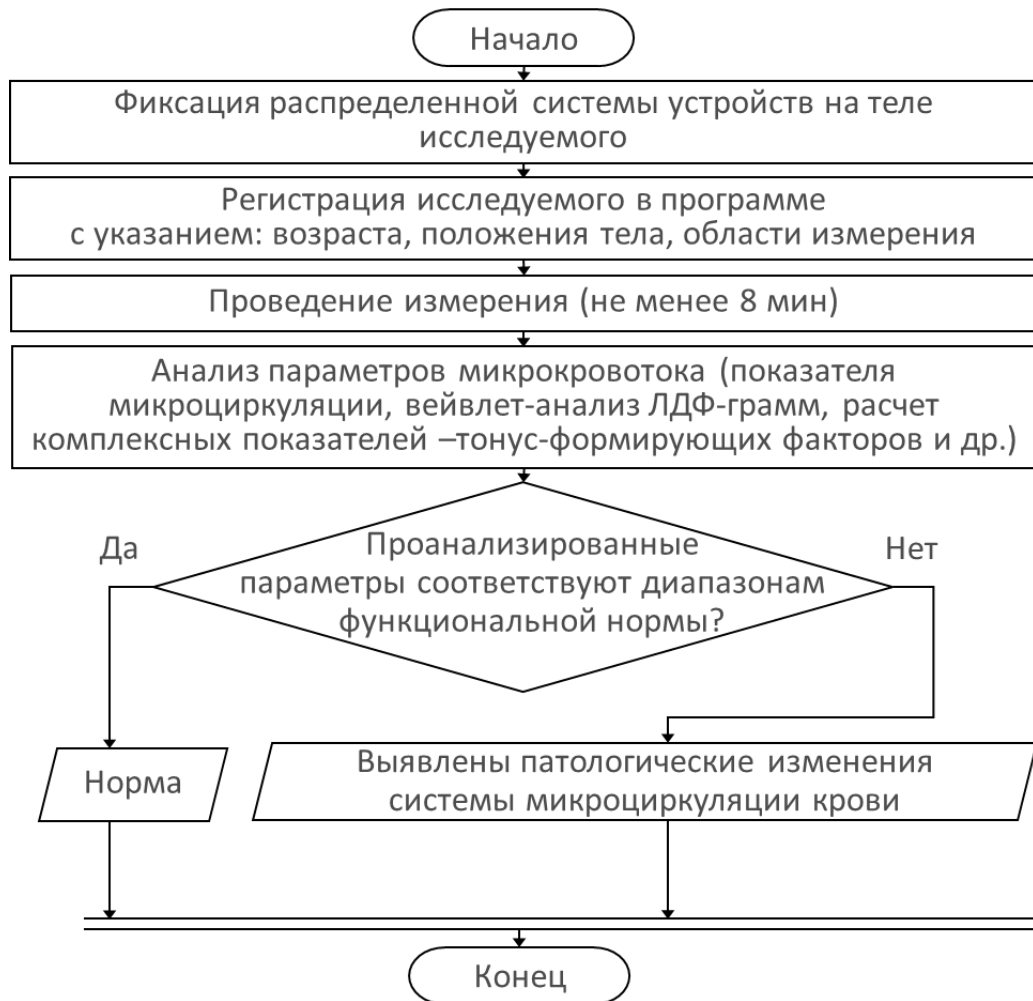 Начало
Фиксация распределенной системы устройств на теле
исследуемого
Регистрация исследуемого в программе
с указанием: возраста, положения тела, области измерения
Проведение измерения (не менее 8 мин)
Анализ параметров микрокровотока (показателя
микроциркуляции, вейвлет-анализ ЛДФ-грамм, расчет
комплексных показателей –тонус-формирующих факторов и др.)
Да
Нет
Проанализированные
параметры соответствуют диапазонам
функциональной нормы?
Норма
Выявлены патологические изменения
системы микроциркуляции крови
Конец